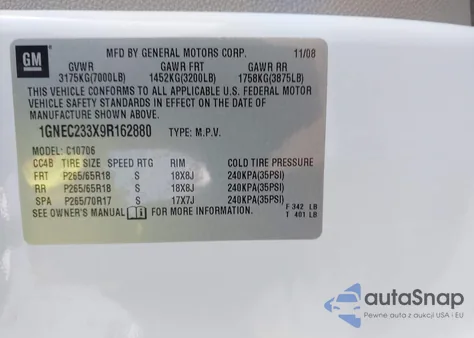 GM
MFD BY GENERAL MOTORS CORP. 11/08
GVWR GAWR FRT GAWR RR
3175KG(7000LB) 1452KG(3200LB) 1758KG(3875LB)
THIS VEHICLE CONFORMS TO ALL APPLICABLE U.S. FEDERAL MOTOR
VEHICLE SAFETY STANDARDS IN EFFECT ON THE DATE OF
MANUFACTURE SHOWN ABOVE.
1GNEC233X9R162880 TYPE: M.P.V.
MODEL: C10706
CC4B TIRE SIZE SPEED RTG RIM COLD TIRE PRESSURE
FRT P265/65R18 S 18X8J 240KPA(35PSI)
RR P265/65R18 S 18X8J 240KPA(35PSI)
SPA P265/70R17 S 17X7J 240KPA(35PSI)
SEE OWNER'S MANUAL FOR MORE INFORMATION.
F 342 LB
T 401 LB
autaSnap
Pewne auta z aukcji USA i EU